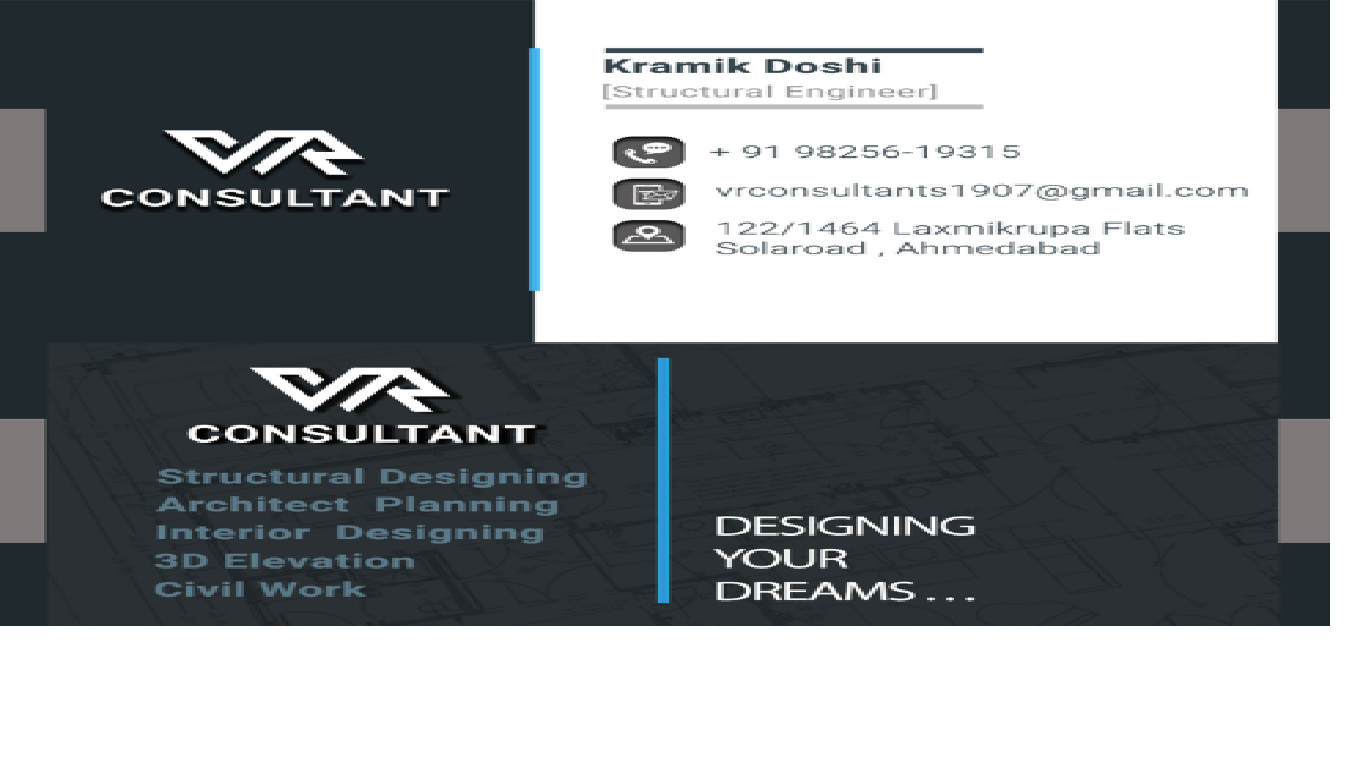 VR
CONSULTANT
Kramik Doshi
[Structural Engineer]
+ 91 98256-19315
vrconsultants1907@gmail.com
122/1464 Laxmikrupa Flats
Solaroad , Ahmedabad
VR
CONSULTANT
Structural Designing
Architect Planning
Interior Designing
3D Elevation
Civil Work
DESIGNING
YOUR
DREAMS...